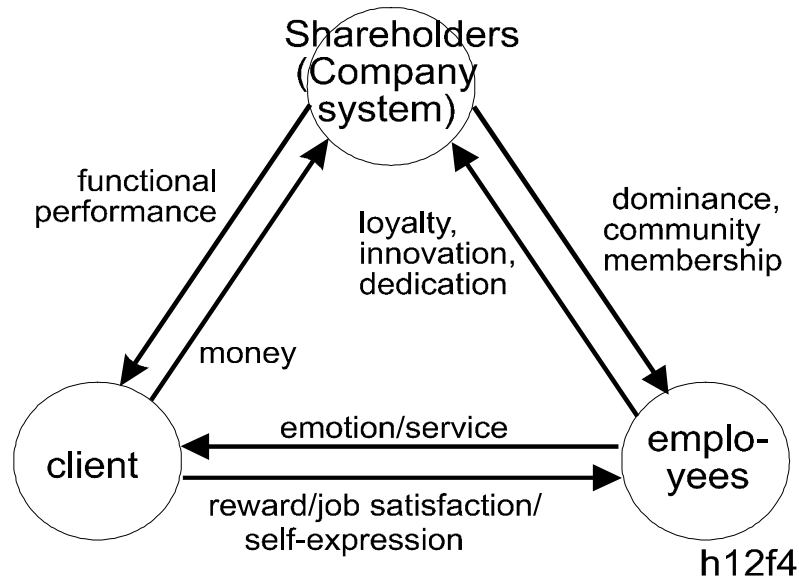 Shareholders
(Company
system)
functional
performance
loyalty,
innovation,
dedication
dominance,
community
membership
money
emotion/service
client
emplo-
yees
reward/job satisfaction/
self-expression
h12f4